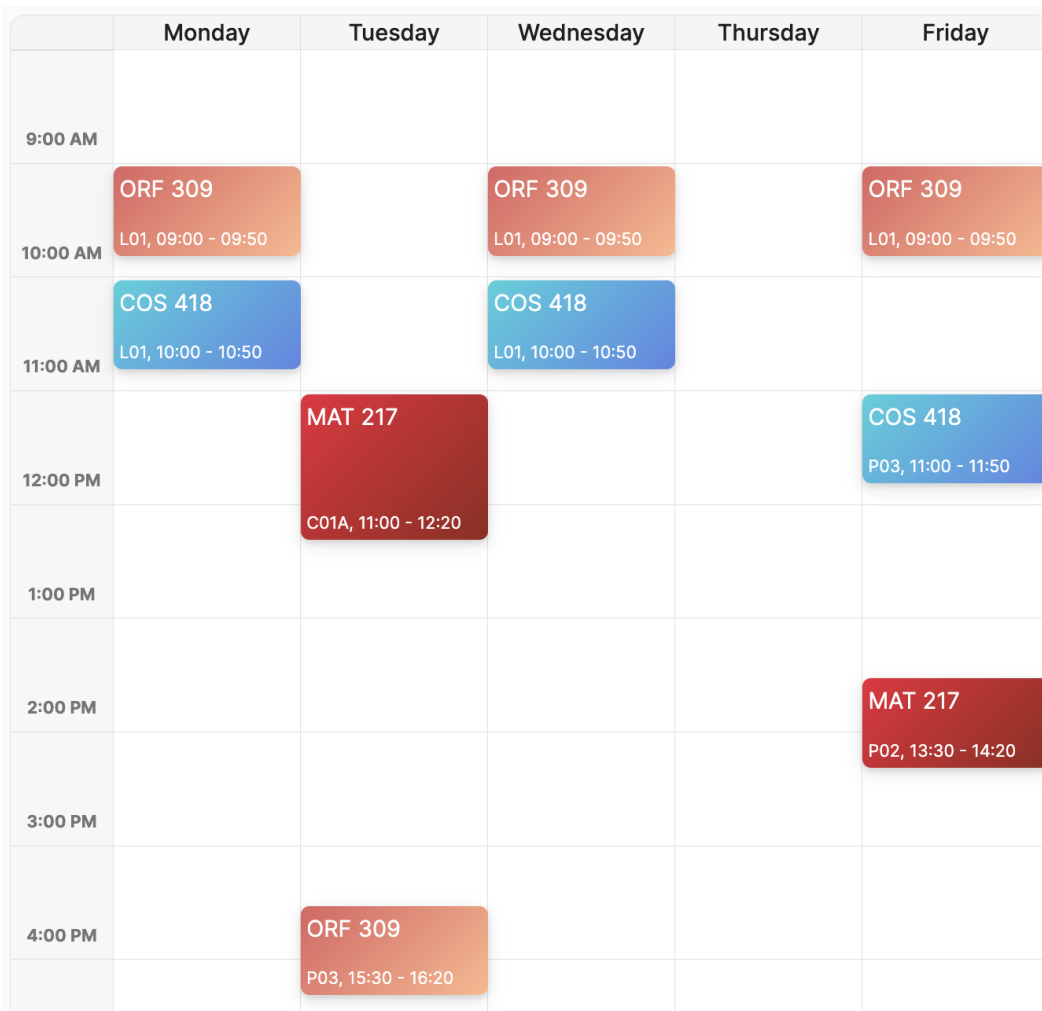 Monday Tuesday Wednesday Thursday Friday
9:00 AM
ORF 309 ORF 309 ORF 309
L01, 09:00 - 09:50 L01, 09:00 - 09:50 L01, 09:00 - 09:50
10:00 AM
COS 418 COS 418
L01, 10:00 - 10:50 L01, 10:00 - 10:50
11:00 AM
MAT 217 COS 418
P03, 11:00 - 11:50
12:00 PM
C01A, 11:00 - 12:20
1:00 PM
MAT 217
2:00 PM
P02, 13:30 - 14:20
3:00 PM
ORF 309
4:00 PM
P03, 15:30 - 16:20